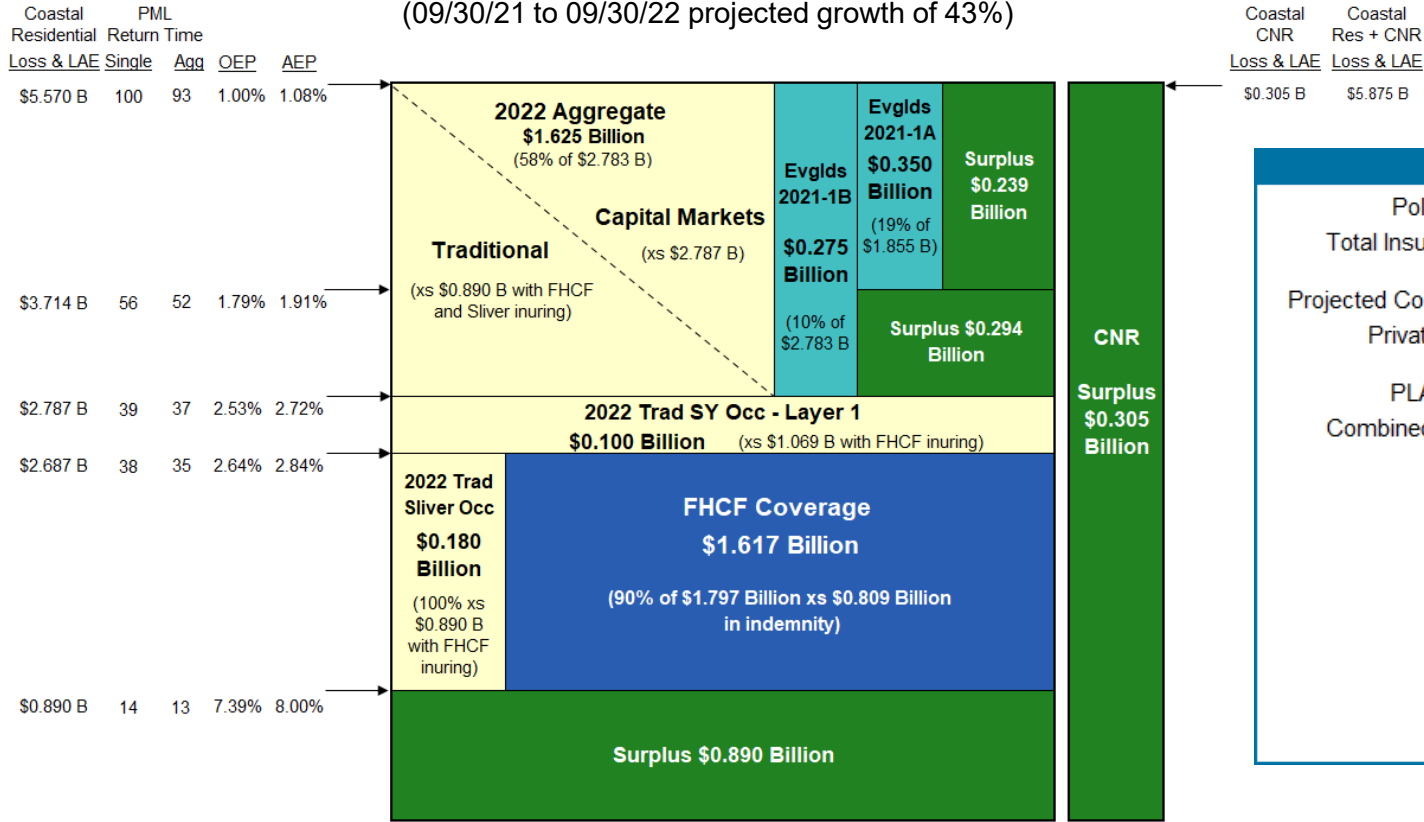 (09/30/21 to 09/30/22 projected growth of 43%)
Coastal PML
Residential Return Time
Loss & LAE Single Agg OEP AEP
$5.570 B 100 93 1.00% 1.08%
$3.714 B 56 52 1.79% 1.91%
$2.787 B 39 37 2.53% 2.72%
$2.687 B 38 35 2.64% 2.84%
$0.890 B 14 13 7.39% 8.00%
2022 Aggregate
$1.625 Billion
(58% of $2.783 B)
Capital Markets
(xs $2.787 B)
Traditional
(xs $0.890 B with FHCF
and Sliver inuring)
Evglds
2021-1B
$0.275
Billion
(10% of
$2.783 B
Evglds
2021-1A
$0.350
Billion
(19% of
$1.855 B)
Surplus
$0.239
Billion
Surplus $0.294
Billion
2022 Trad SY Occ - Layer 1
$0.100 Billion (xs $1.069 B with FHCF inuring)
2022 Trad
Sliver Occ
$0.180
Billion
(100% xs
$0.890 B
with FHCF
inuring)
FHCF Coverage
$1.617 Billion
(90% of $1.797 Billion xs $0.809 Billion
in indemnity)
Surplus $0.890 Billion
CNR
Surplus
$0.305
Billion
Coastal Coastal
CNR Res + CNR
Loss & LAE Loss & LAE
$0.305 B $5.875 B
Total
Projected